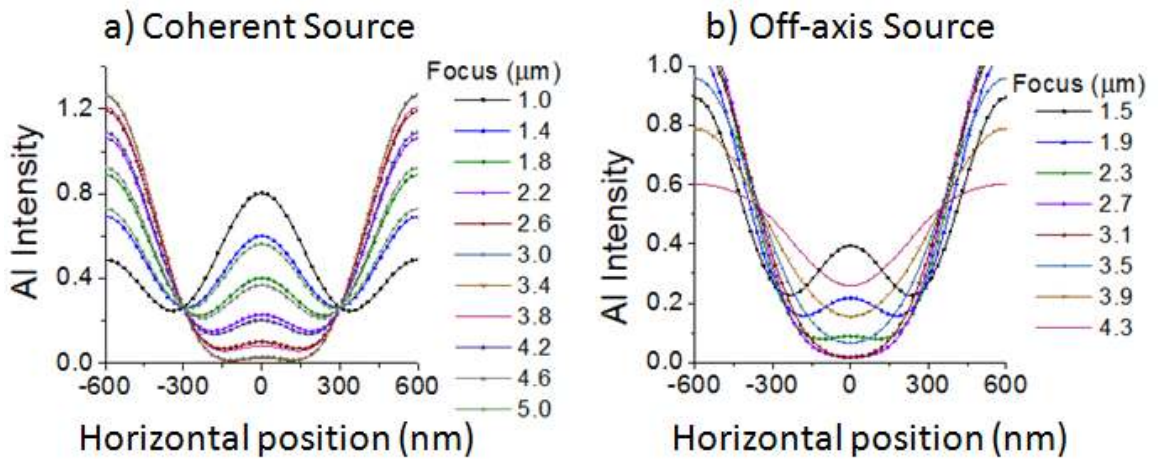 a) Coherent Source
b) Off-axis Source
AI Intensity
1.2
0.8
0.4
0.0
-600 -300 0 300 600
Horizontal position (nm)
Focus (μm)
1.0
1.4
1.8
2.2
2.6
3.0
3.4
3.8
4.2
4.6
5.0
AI Intensity
1.0
0.8
0.6
0.4
0.2
0.0
-600 -300 0 300 600
Horizontal position (nm)
Focus (μm)
1.5
1.9
2.3
2.7
3.1
3.5
3.9
4.3